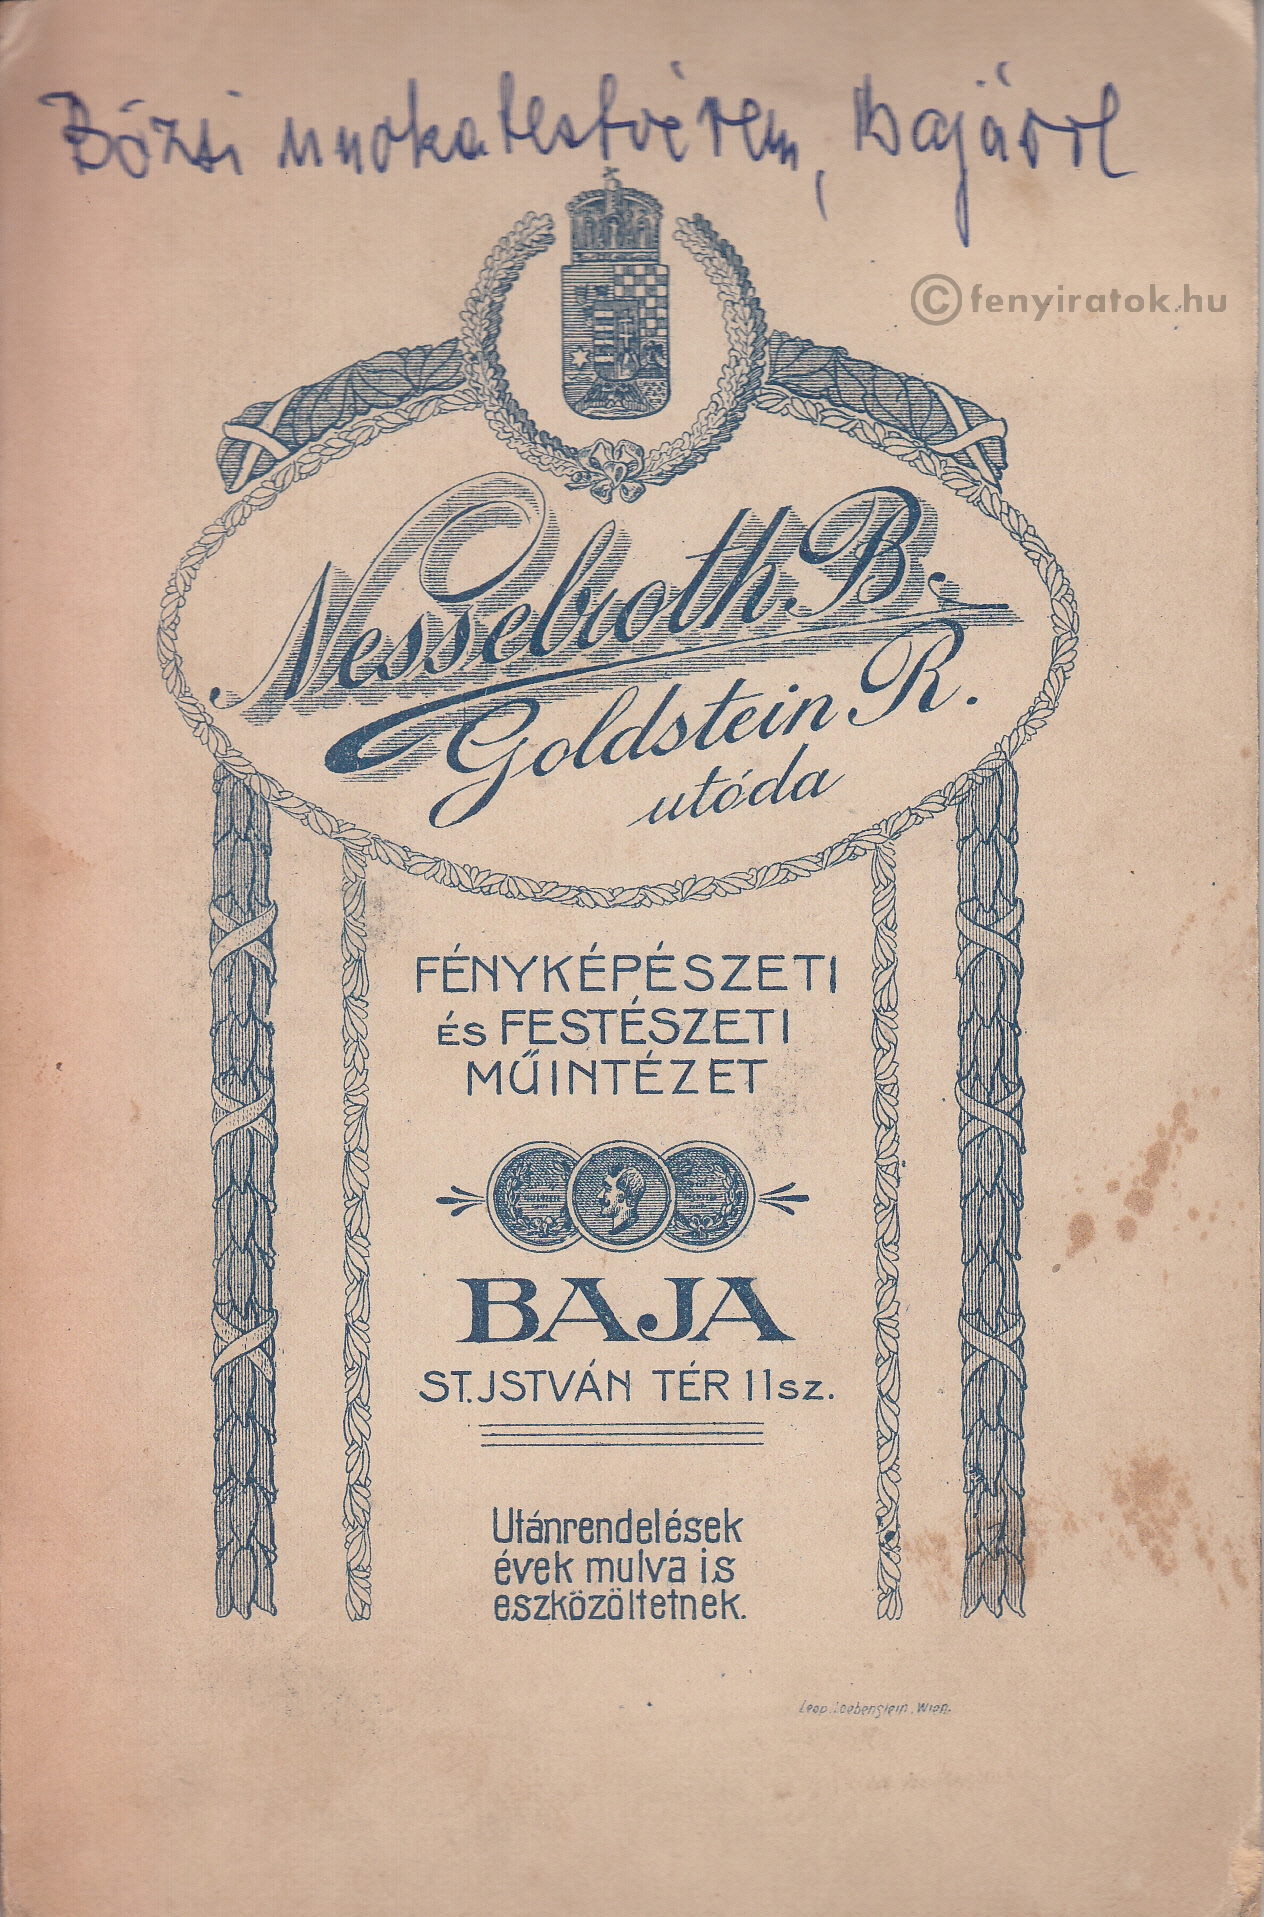 Bözsi unokatestvérem, Bajáról
©fenyiratok.hu
Nesselroth B.
Goldstein R.
utóda
FÉNYKÉPÉSZETI
és FESTÉSZETI
MŰINTÉZET
BAJA
ST. JSTVÁN TÉR 11 sz.
Utánrendelések
évek mulva is
eszközöltetnek.
Leop. Loebenstein. Wien.